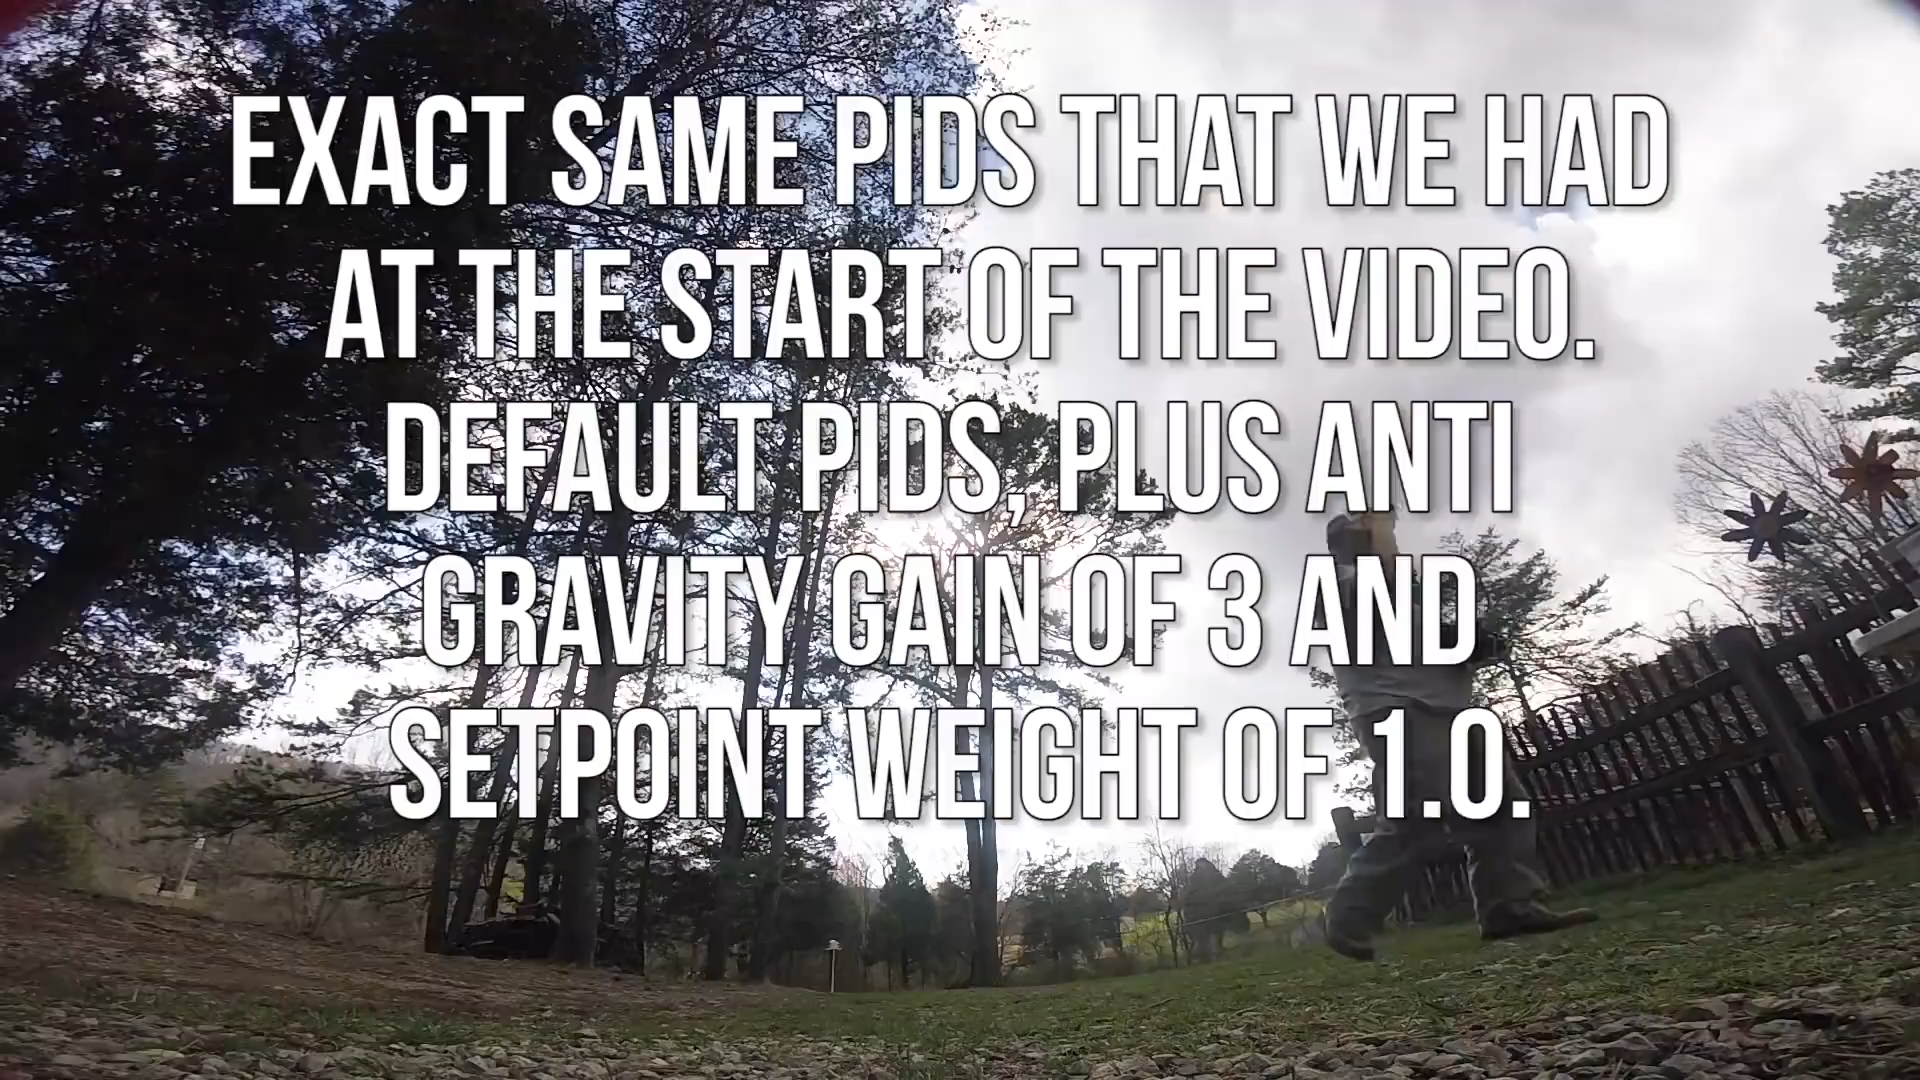 EXACT SAME PIDS THAT WE HAD
AT THE START OF THE VIDEO.
DEFAULT PIDS, PLUS ANTI
GRAVITY GAIN OF 3 AND
SETPOINT WEIGHT OF 1.0.